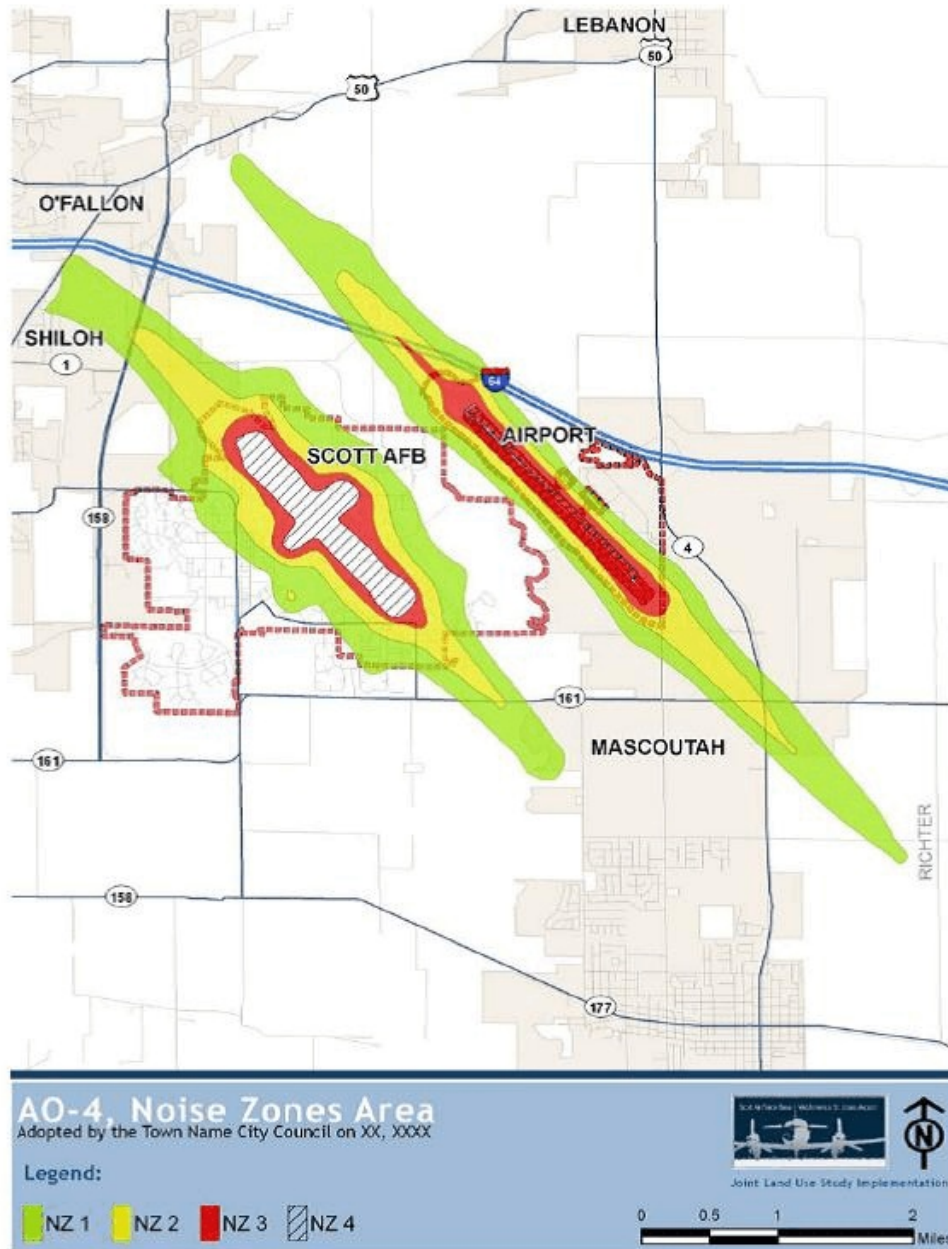 LEBANON
50
50
O'FALLON
SHILOH
1
64
AIRPORT
SCOTT AFB
158
4
161
MASCOUTAH
161
RICHTER
158
177
AO-4, Noise Zones Area
Adopted by the Town Name City Council on XX, XXXX
Joint Land Use Study Implementation
N
Legend:
NZ 1 NZ 2 NZ 3 NZ 4
0 0.5 1 2
Miles